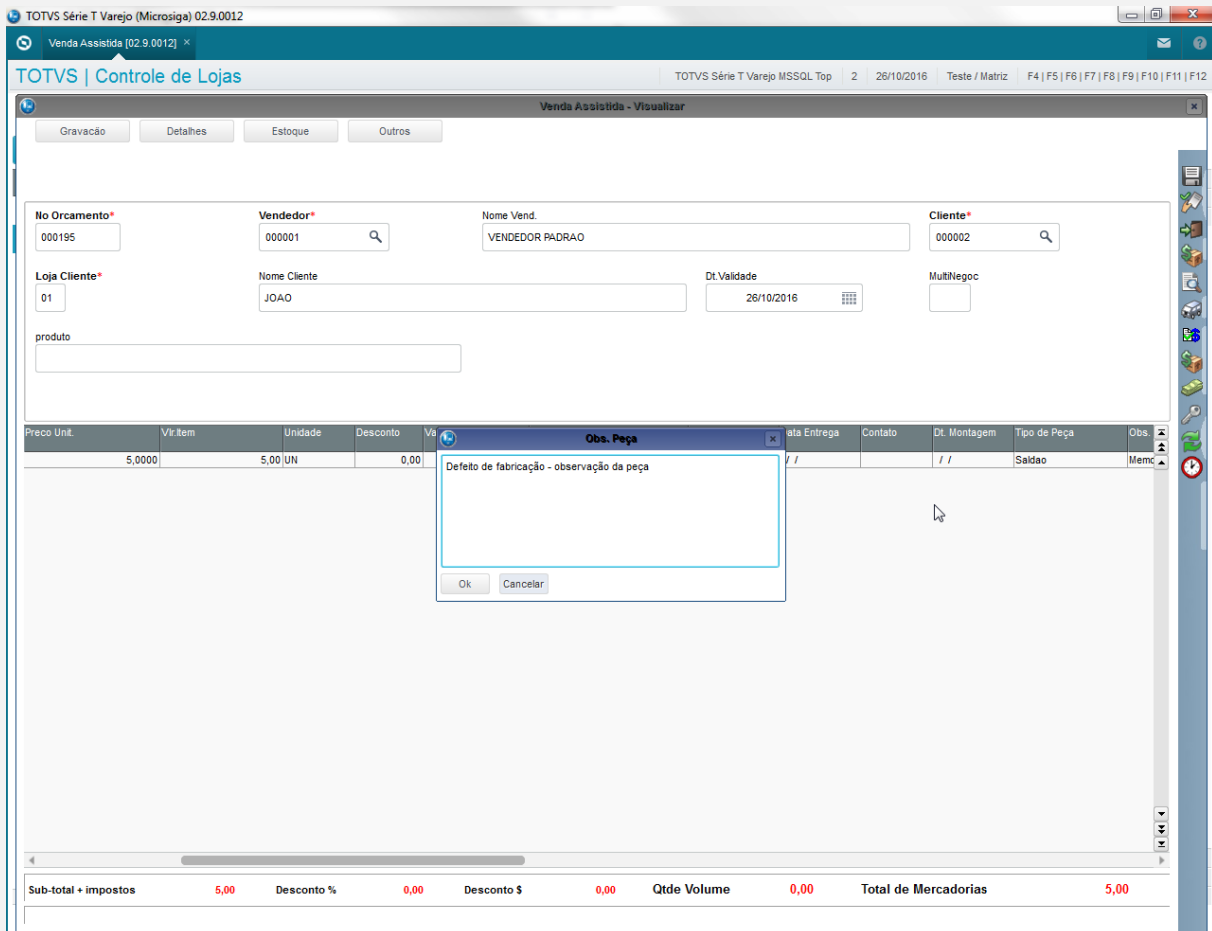 TOTVS Série T Varejo (Microsiga) 02.9.0012
Venda Assistida [02.9.0012] ×
TOTVS | Controle de Lojas
TOTVS Série T Varejo MSSQL Top 2 26/10/2016 Teste / Matriz F4 | F5 | F6 | F7 | F8 | F9 | F10 | F11 | F12
Venda Assistida - Visualizar
Gravacão Detalhes Estoque Outros
No Orcamento* Vendedor* Nome Vend. Cliente*
000195 000001 VENDEDOR PADRAO 000002
Loja Cliente* Nome Cliente Dt.Validade MultiNegoc
01 JOAO 26/10/2016
produto
Preco Unit. Vlr.Item Unidade Desconto Va Data Entrega Contato Dt. Montagem Tipo de Peça Obs.
5,0000 5,00 UN 0,00 / / / / Saldao Memo
Obs. Peça
Defeito de fabricação - observação da peça
Ok Cancelar
Sub-total + impostos 5,00 Desconto % 0,00 Desconto $ 0,00 Qtde Volume 0,00 Total de Mercadorias 5,00